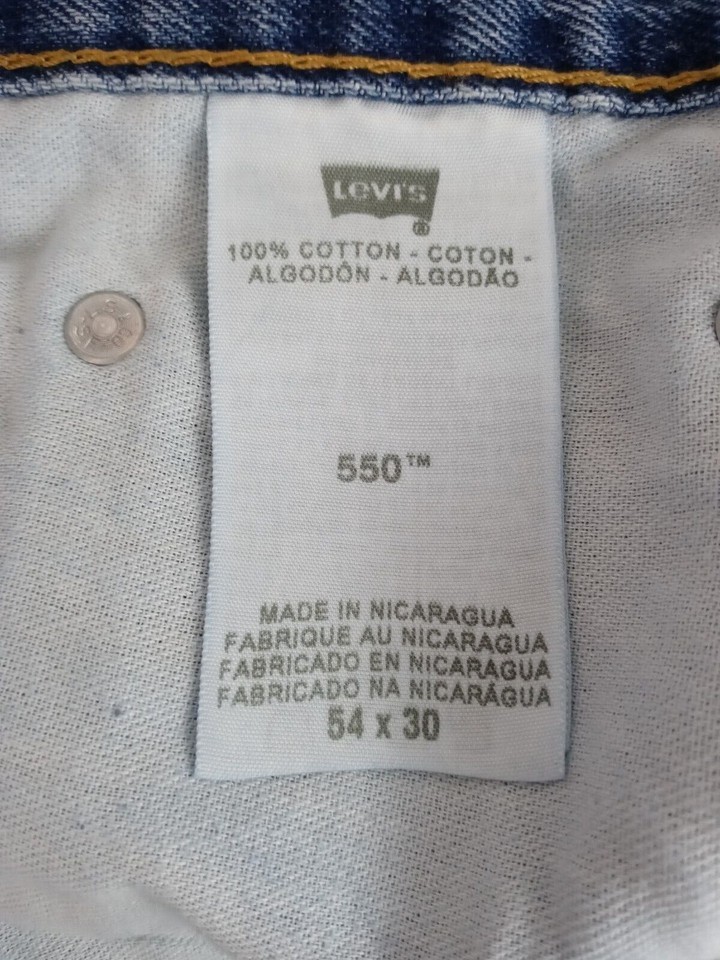 Levi's
®
100% COTTON - COTON -
ALGODÓN - ALGODÃO
550™
MADE IN NICARAGUA
FABRIQUE AU NICARAGUA
FABRICADO EN NICARAGUA
FABRICADO NA NICARÁGUA
54 x 30